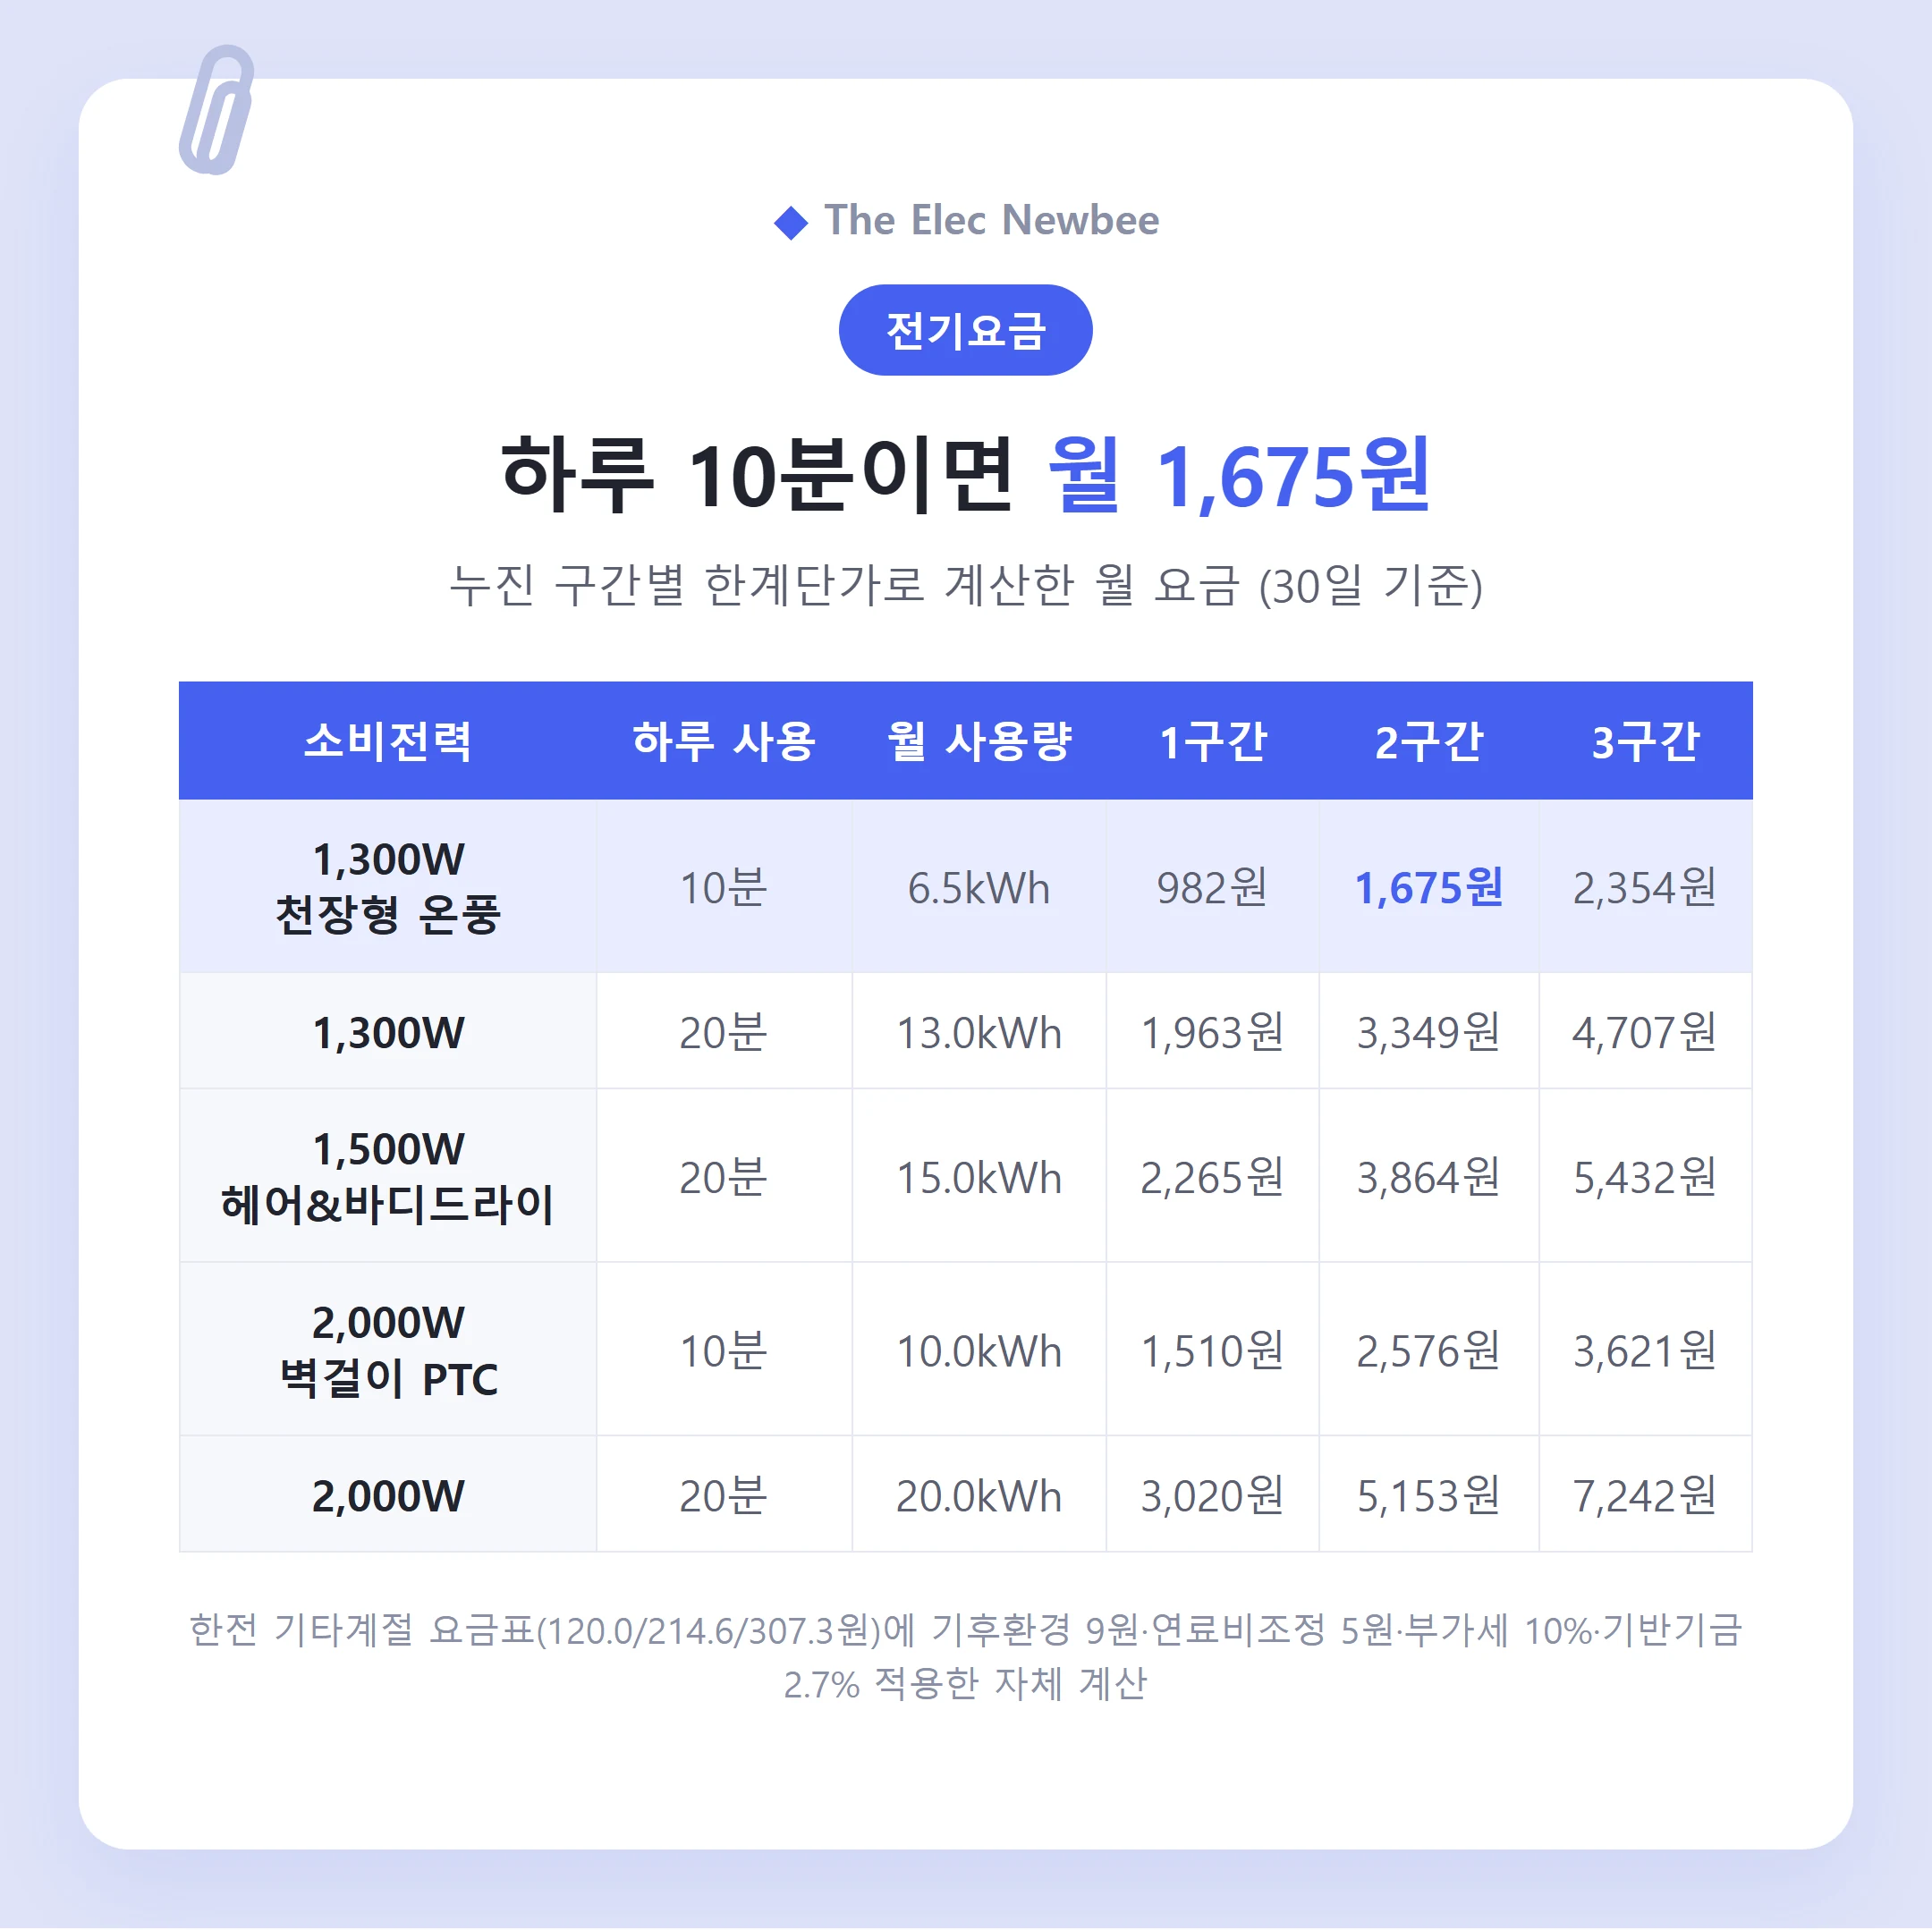 The Elec Newbee
전기요금
하루 10분이면 월 1,675원
누진 구간별 한계단가로 계산한 월 요금 (30일 기준)
소비전력 하루 사용 월 사용량 1구간 2구간 3구간
1,300W
천장형 온풍 10분 6.5kWh 982원 1,675원 2,354원
1,300W 20분 13.0kWh 1,963원 3,349원 4,707원
1,500W
헤어&바디드라이 20분 15.0kWh 2,265원 3,864원 5,432원
2,000W
벽걸이 PTC 10분 10.0kWh 1,510원 2,576원 3,621원
2,000W 20분 20.0kWh 3,020원 5,153원 7,242원
한전 기타계절 요금표(120.0/214.6/307.3원)에 기후환경 9원·연료비조정 5원·부가세 10%·기반기금
2.7% 적용한 자체 계산